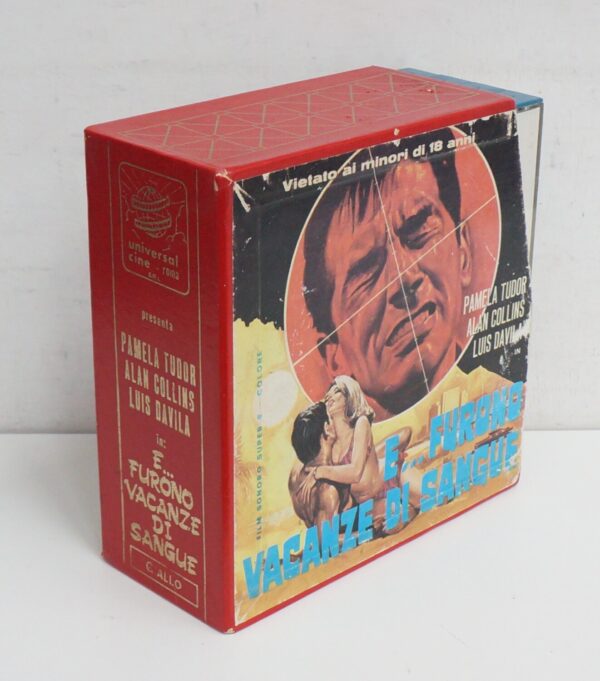 universal
cine - roma
s.r.l.
presenta
PAMELA TUDOR
ALAN COLLINS
LUIS DAVILA
in:
E...
FURONO
VACANZE
DI
SANGUE
GIALLO
Vietato ai minori di 18 anni
PAMELA TUDOR
ALAN COLLINS
LUIS DAVILA
IN
FILM SONORO SUPER 8 - COLORE
E... FURONO
VACANZE DI SANGUE